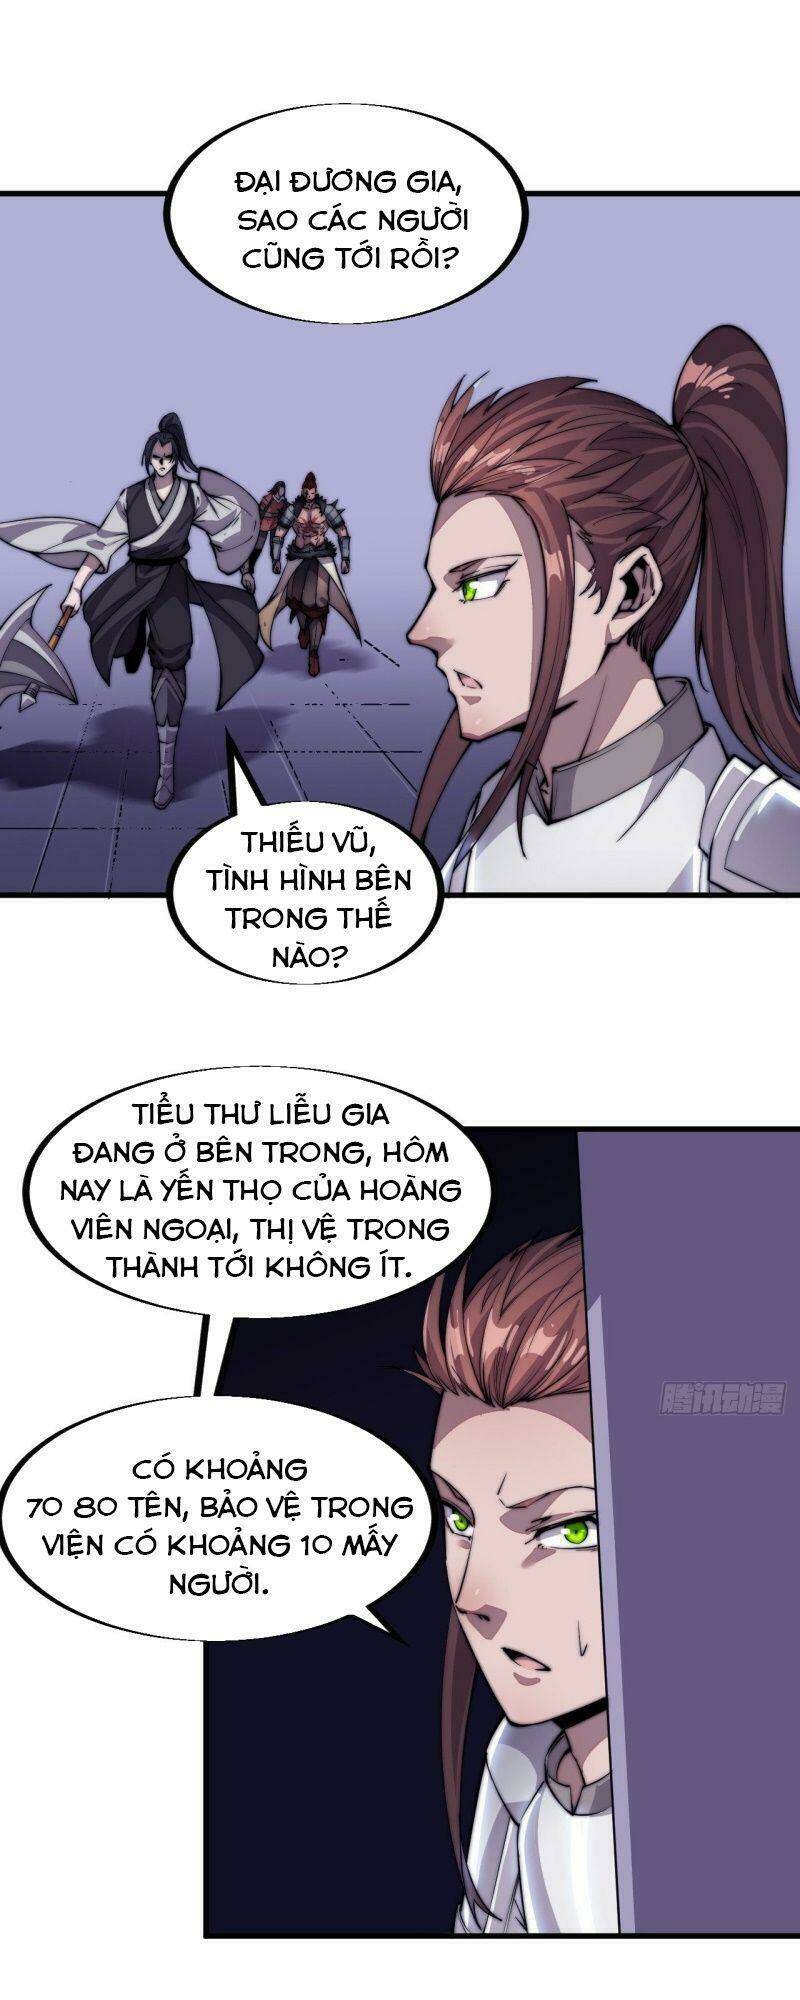 ĐẠI ĐƯƠNG GIA,
SAO CÁC NGƯỜI
CŨNG TỚI RỒI?
THIẾU VŨ,
TÌNH HÌNH BÊN
TRONG THẾ
NÀO?
TIỂU THƯ LIỄU GIA
ĐANG Ở BÊN TRONG, HÔM
NAY LÀ YẾN THỌ CỦA HOÀNG
VIÊN NGOẠI, THỊ VỆ TRONG
THÀNH TỚI KHÔNG ÍT.
腾讯动漫
CÓ KHOẢNG
70 80 TÊN, BẢO VỆ TRONG
VIỆN CÓ KHOẢNG 10 MẤY
NGƯỜI.